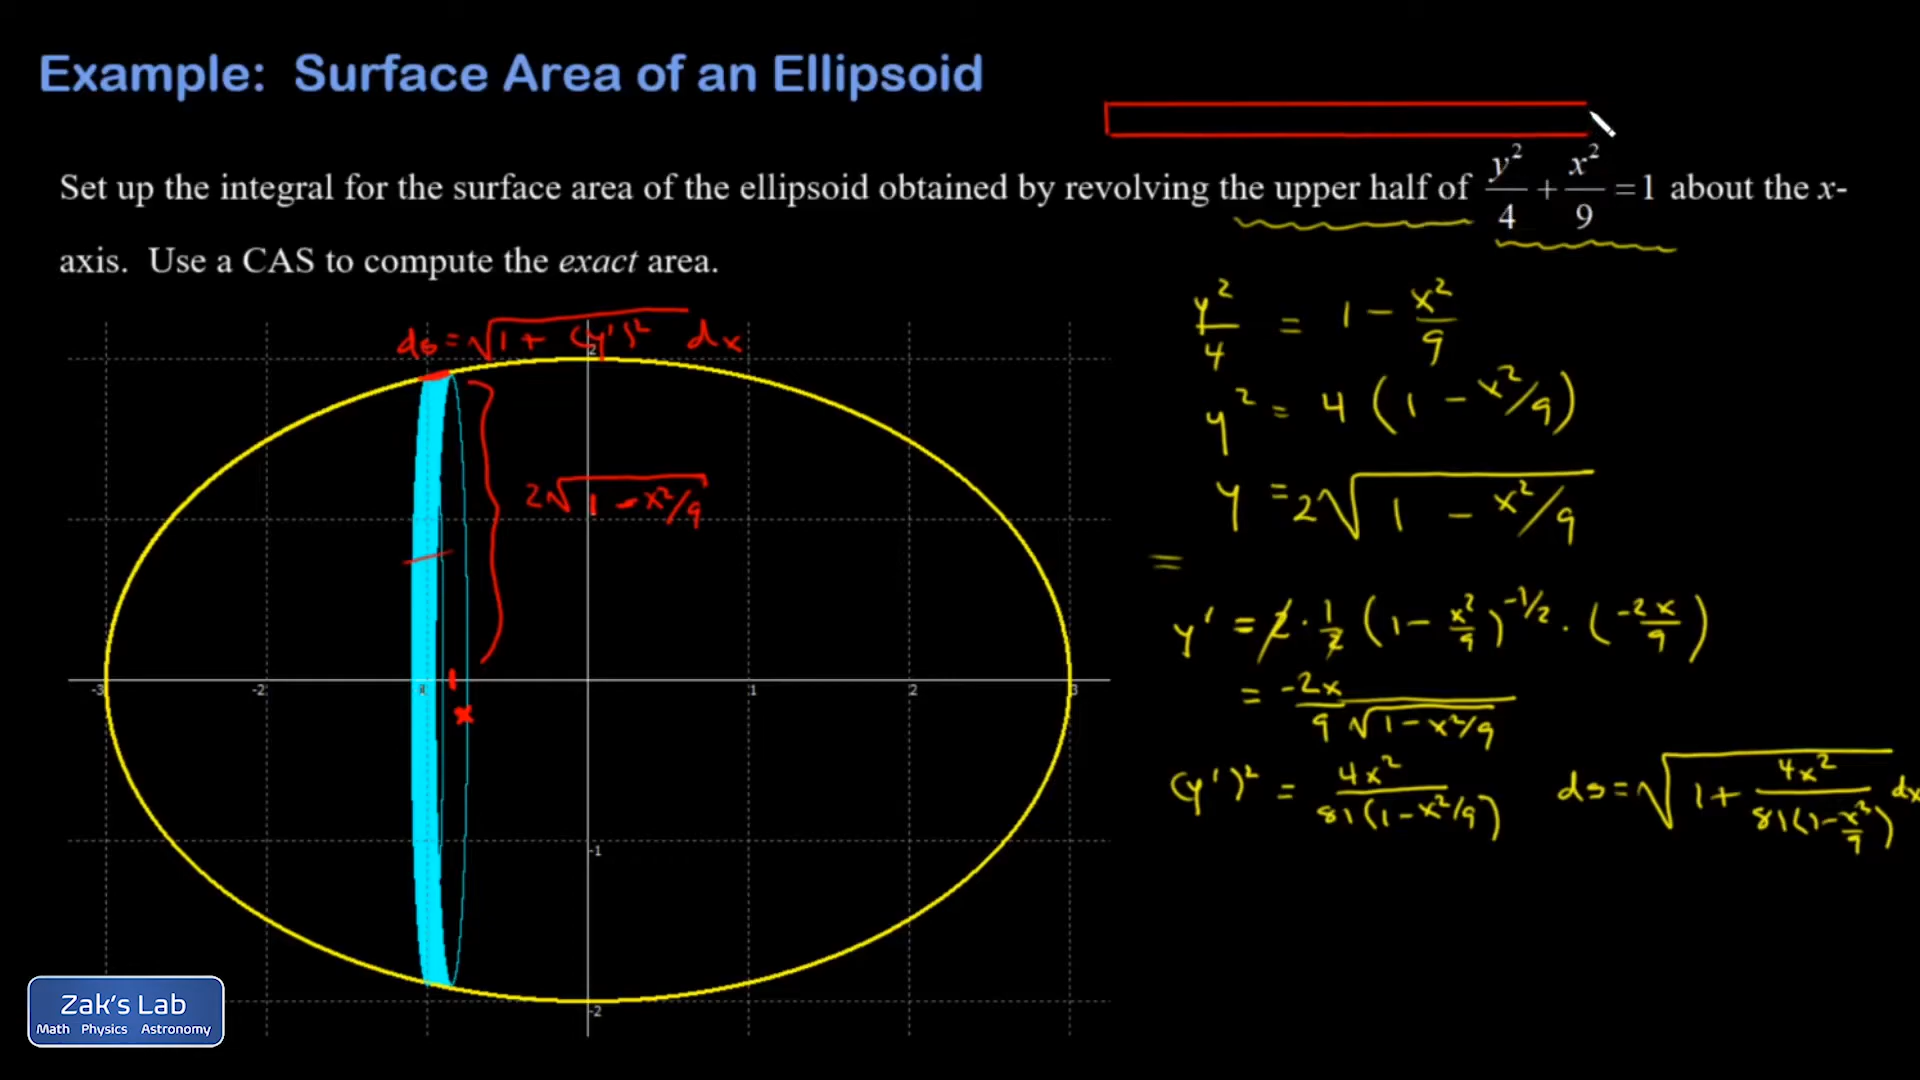 Example: Surface Area of an Ellipsoid
Set up the integral for the surface area of the ellipsoid obtained by revolving the upper half of y²/4 + x²/9 = 1 about the x-
axis. Use a CAS to compute the exact area.
ds = √(1 + (y')²) dx
2√(1 - x²/9)
x
-3 -2 1 2 3
2
-1
-2
y²/4 = 1 - x²/9
y² = 4(1 - x²/9)
y = 2√(1 - x²/9)
=
y' = 2 · 1/2 (1 - x²/9)^(-1/2) · (-2x/9)
= -2x / 9√(1 - x²/9)
(y')² = 4x² / 81(1 - x²/9)
ds = √(1 + 4x² / 81(1 - x²/9)) dx
Zak's Lab
Math Physics Astronomy